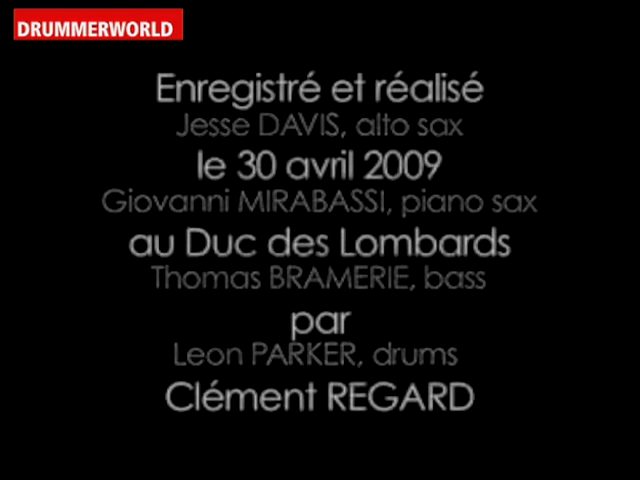 DRUMMERWORLD
Enregistré et réalisé
Jesse DAVIS, alto sax
le 30 avril 2009
Giovanni MIRABASSI, piano sax
au Duc des Lombards
Thomas BRAMERIE, bass
par
Leon PARKER, drums
Clément REGARD